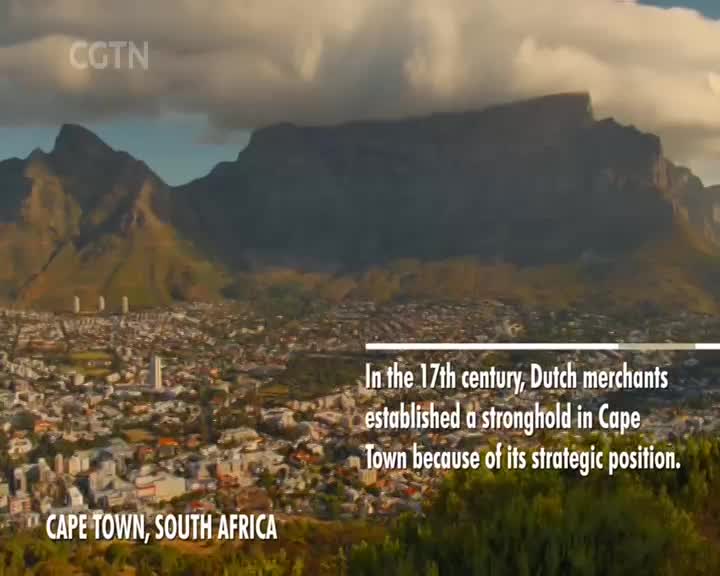 CGTN
In the 17th century, Dutch merchants
established a stronghold in Cape
Town because of its strategic position.
CAPE TOWN, SOUTH AFRICA